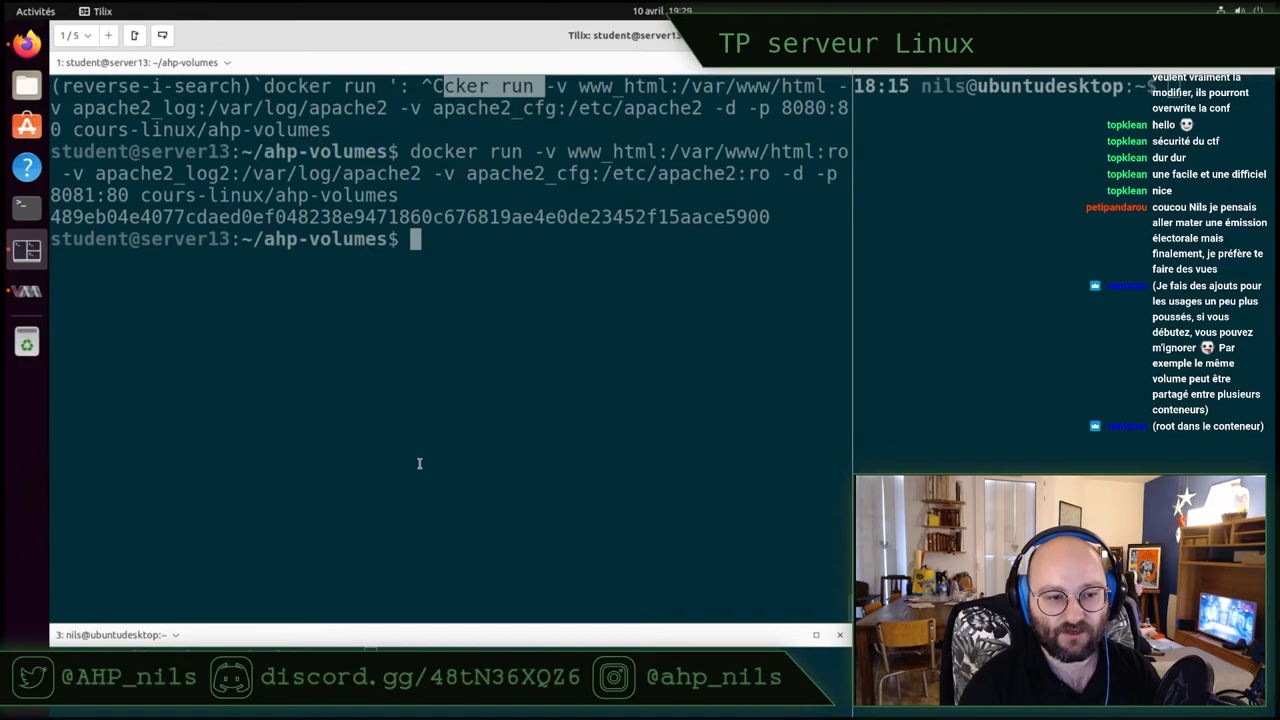 Activités
Tilix
10 avril 19:29
1 / 5
Tilix: student@server13
TP serveur Linux
1: student@server13: ~/ahp-volumes
(reverse-i-search)`docker run ': ^Ccker run -v www_html:/var/www/html -
v apache2_log:/var/log/apache2 -v apache2_cfg:/etc/apache2 -d -p 8080:8
0 cours-linux/ahp-volumes
student@server13:~/ahp-volumes$ docker run -v www_html:/var/www/html:ro
-v apache2_log2:/var/log/apache2 -v apache2_cfg:/etc/apache2:ro -d -p
8081:80 cours-linux/ahp-volumes
489eb04e4077cdaed0ef048238e9471860c676819ae4e0de23452f15aace5900
student@server13:~/ahp-volumes$
18:15 nils@ubuntudesktop:~$
veulent vraiment la
modifier, ils pourront
overwrite la conf
topklean hello
topklean sécurité du ctf
topklean dur dur
topklean une facile et une difficiel
topklean nice
petipandarou coucou Nils je pensais
aller mater une émission
électorale mais
finalement, je préfère te
faire des vues
(Je fais des ajouts pour
les usages un peu plus
poussés, si vous
débutez, vous pouvez
m'ignorer Par
exemple le même
volume peut être
partagé entre plusieurs
conteneurs)
(root dans le conteneur)
3: nils@ubuntudesktop:~
@AHP_nils
discord.gg/48tN36XQZ6
@ahp_nils